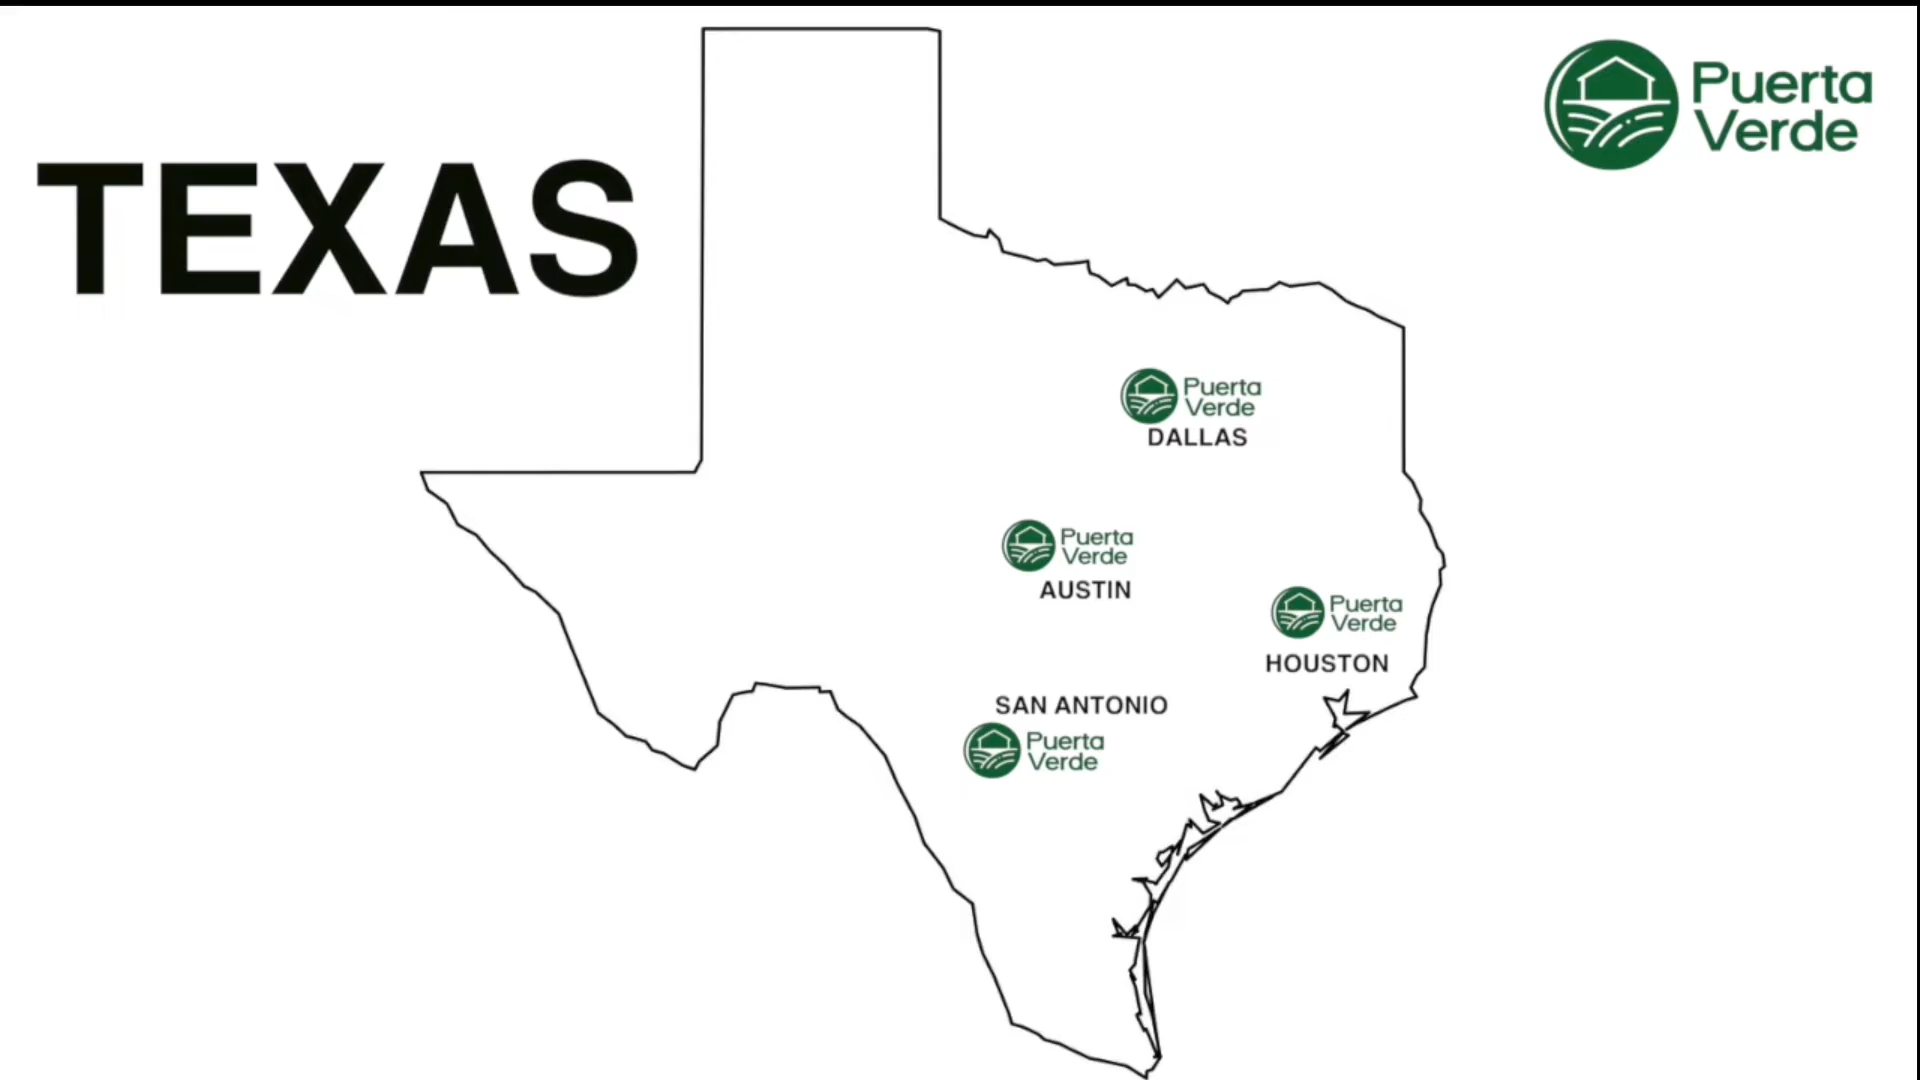 Puerta
Verde
TEXAS
Puerta
Verde
DALLAS
Puerta
Verde
AUSTIN
Puerta
Verde
HOUSTON
SAN ANTONIO
Puerta
Verde